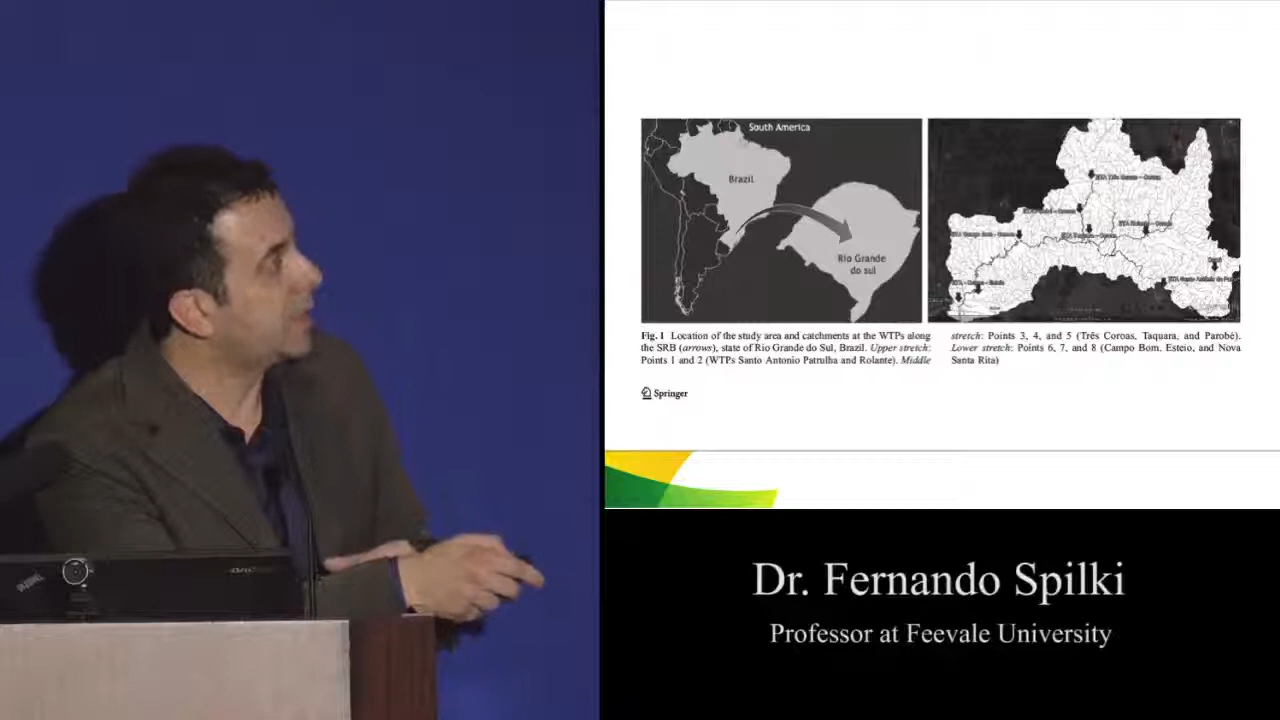 South America
Brazil
Rio Grande
do sul
Fig. 1 Location of the study area and catchments at the WTPs along
the SRB (arrows), state of Rio Grande do Sul, Brazil. Upper stretch:
Points 1 and 2 (WTPs Santo Antonio Patrulha and Rolante). Middle
stretch: Points 3, 4, and 5 (Três Coroas, Taquara, and Parobé).
Lower stretch: Points 6, 7, and 8 (Campo Bom, Esteio, and Nova
Santa Rita)
Springer
Dr. Fernando Spilki
Professor at Feevale University